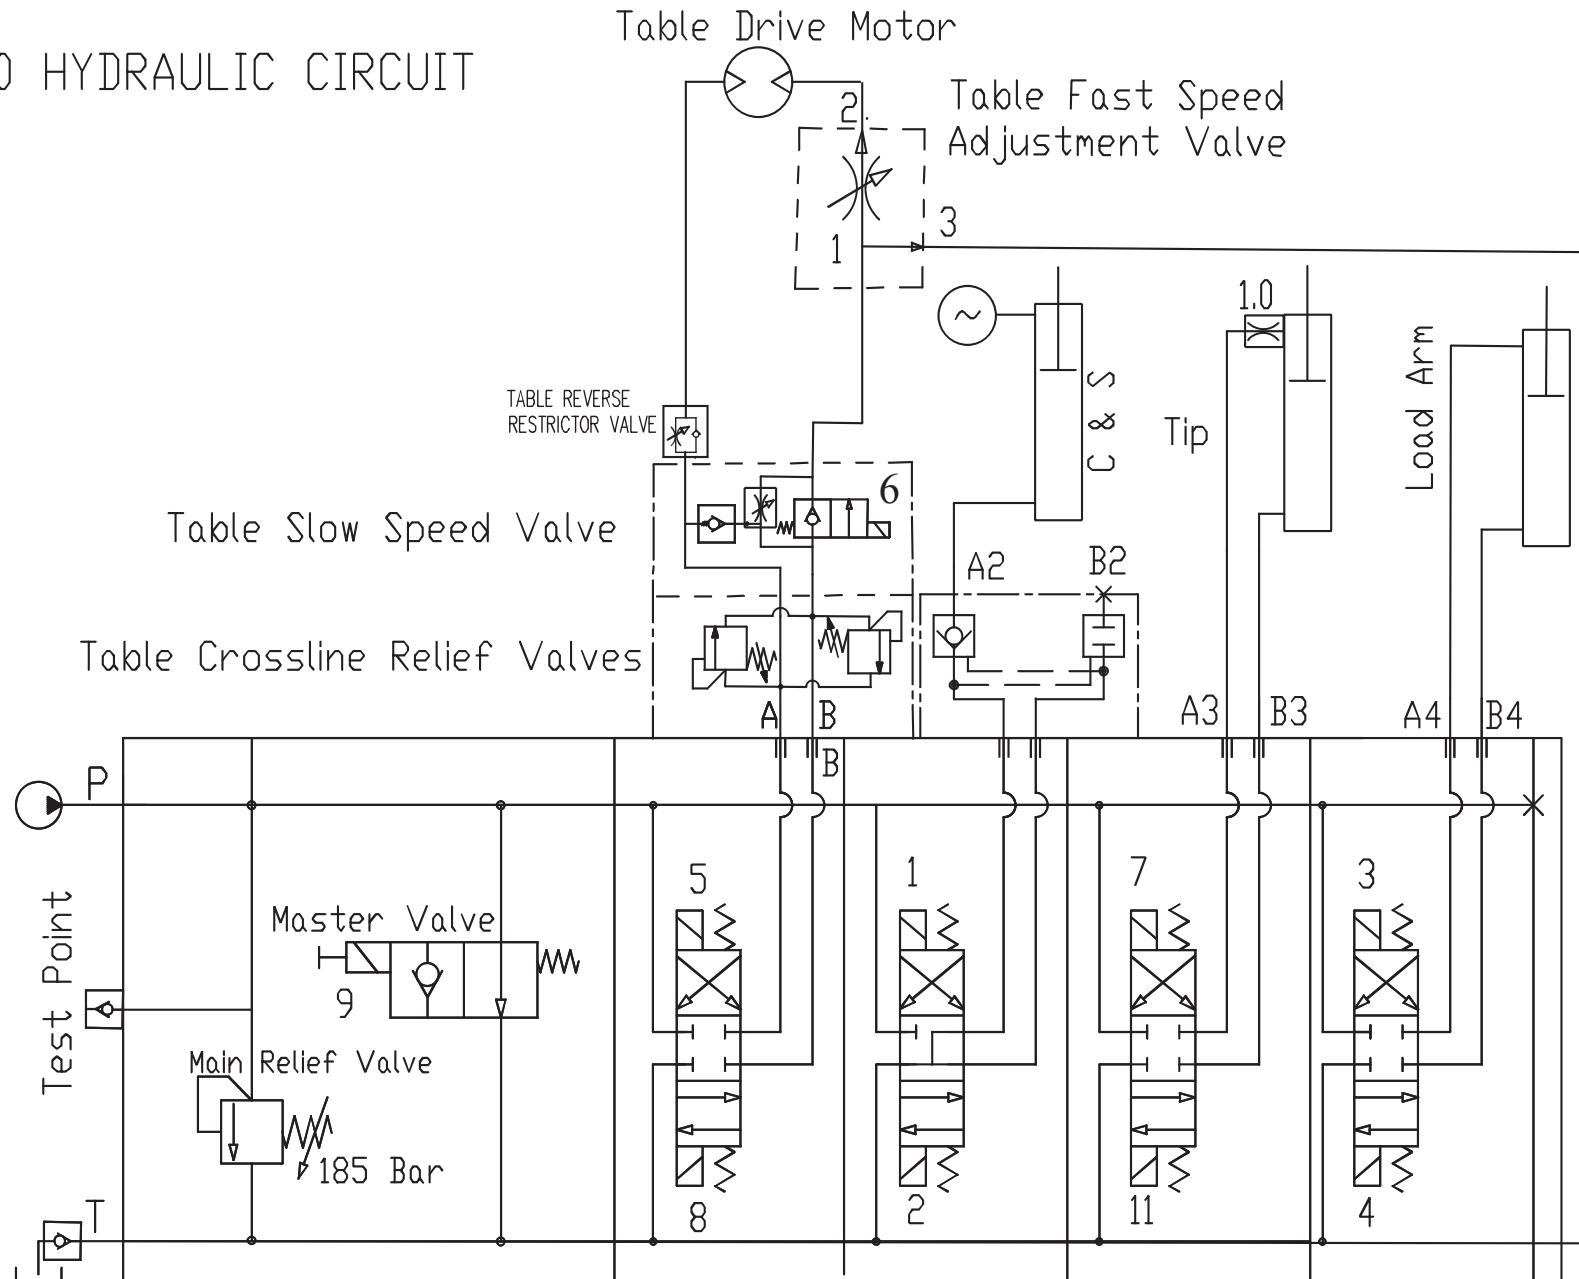 Table Drive Motor
O HYDRAULIC CIRCUIT
Table Fast Speed
Adjustment Valve
2.
3
1
1.0
TABLE REVERSE
RESTRICTOR VALVE
C & S
Tip
Load Arm
6
Table Slow Speed Valve
A2
B2
Table Crossline Relief Valves
A
B
A3
B3
A4
B4
B
P
5
1
7
3
Master Valve
9
Test Point
Main Relief Valve
185 Bar
T
8
2
11
4